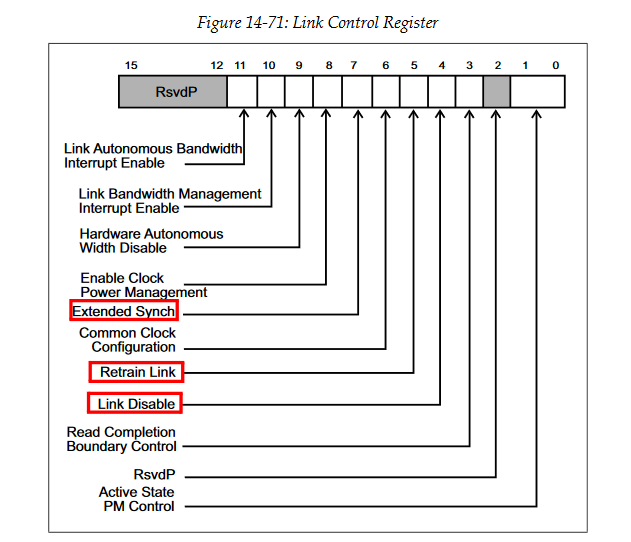 Figure 14-71: Link Control Register
15 12 11 10 9 8 7 6 5 4 3 2 1 0
RsvdP
Link Autonomous Bandwidth
Interrupt Enable
Link Bandwidth Management
Interrupt Enable
Hardware Autonomous
Width Disable
Enable Clock
Power Management
Extended Synch
Common Clock
Configuration
Retrain Link
Link Disable
Read Completion
Boundary Control
RsvdP
Active State
PM Control